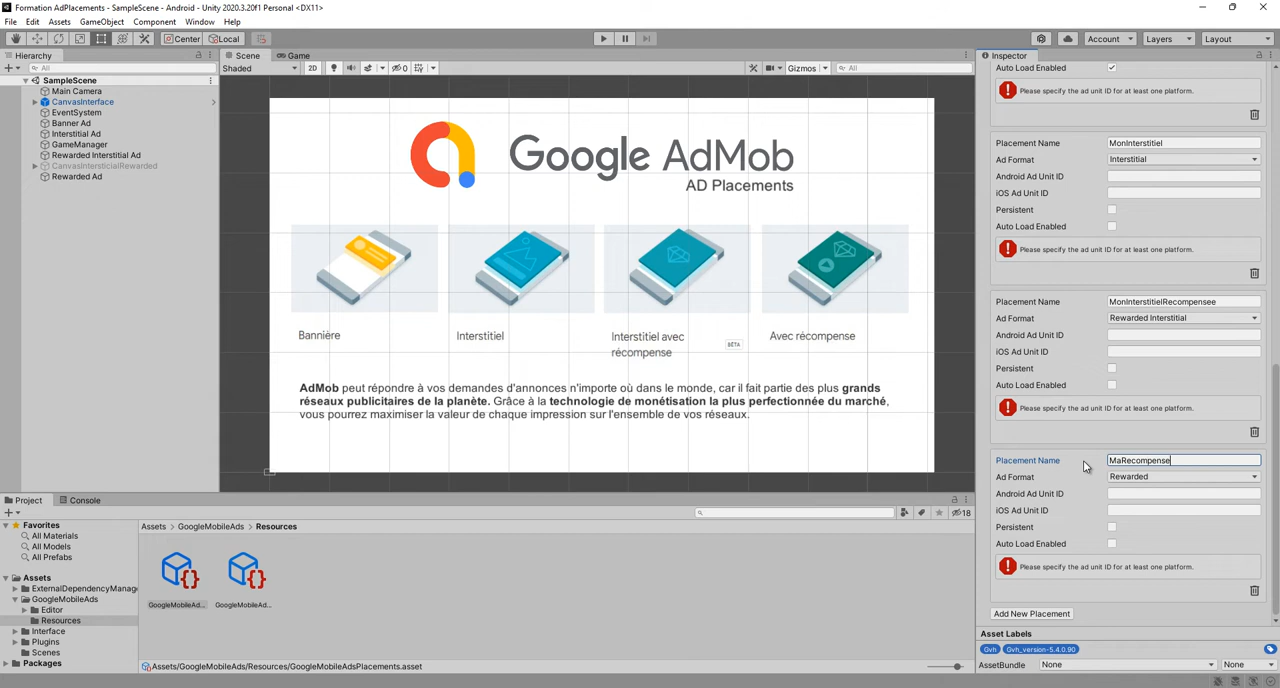 Formation AdPlacements - SampleScene - Android - Unity 2020.3.20f1 Personal <DX11>
File Edit Assets GameObject Component Window Help
Center Local Account Layers Layout
Hierarchy Scene Game Inspector
All Shaded 2D 0 Gizmos All
SampleScene
Main Camera
CanvasInterface
EventSystem
Banner Ad
Interstitial Ad
GameManager
Rewarded Interstitial Ad
CanvasIntersticialRewarded
Rewarded Ad
Google AdMob
AD Placements
Bannière
Interstitiel
Interstitiel avec
récompense
BÊTA
Avec récompense
AdMob peut répondre à vos demandes d'annonces n'importe où dans le monde, car il fait partie des plus grands
réseaux publicitaires de la planète. Grâce à la technologie de monétisation la plus perfectionnée du marché,
vous pourrez maximiser la valeur de chaque impression sur l'ensemble de vos réseaux.
Auto Load Enabled
Please specify the ad unit ID for at least one platform.
Placement Name MonInterstitiel
Ad Format Interstitial
Android Ad Unit ID
iOS Ad Unit ID
Persistent
Auto Load Enabled
Please specify the ad unit ID for at least one platform.
Placement Name MonInterstitielRecompensee
Ad Format Rewarded Interstitial
Android Ad Unit ID
iOS Ad Unit ID
Persistent
Auto Load Enabled
Please specify the ad unit ID for at least one platform.
Placement Name MaRecompense
Ad Format Rewarded
Android Ad Unit ID
iOS Ad Unit ID
Persistent
Auto Load Enabled
Please specify the ad unit ID for at least one platform.
Add New Placement
Asset Labels
Gvh Gvh_version-5.4.0.90
AssetBundle None None
Project Console
18
Favorites
All Materials
All Models
All Prefabs
Assets
ExternalDependencyManag
GoogleMobileAds
Editor
Resources
Interface
Plugins
Scenes
Packages
Assets > GoogleMobileAds > Resources
GoogleMobileAd... GoogleMobileAd...
Assets/GoogleMobileAds/Resources/GoogleMobileAdsPlacements.asset